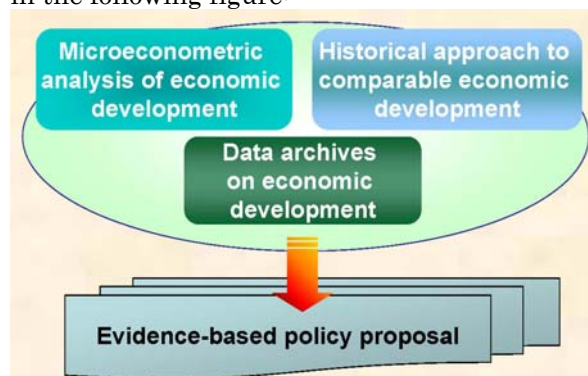 in the following figure.
Microeconometric
analysis of economic
development
Historical approach to
comparable economic
development
Data archives
on economic
development
Evidence-based policy proposal